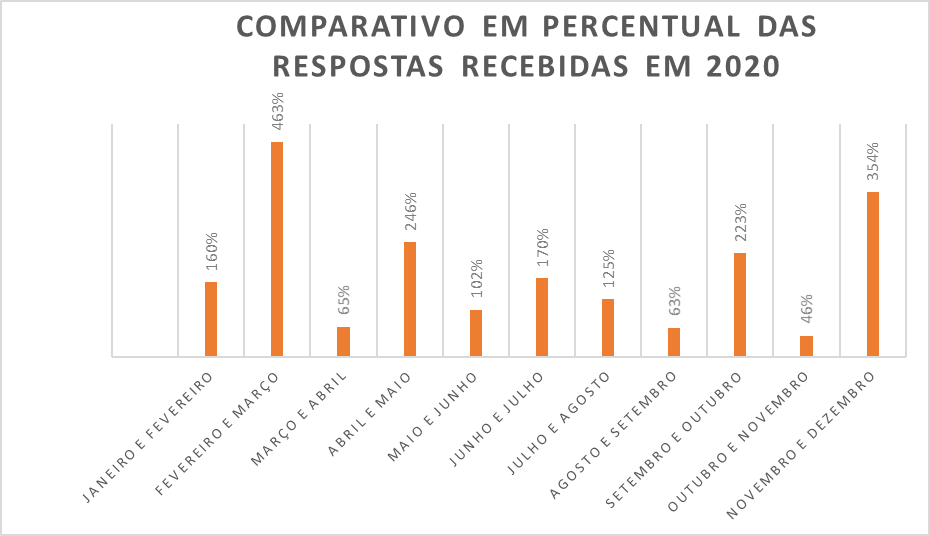 COMPARATIVO EM PERCENTUAL DAS
RESPOSTAS RECEBIDAS EM 2020
160%
463%
65%
246%
102%
170%
125%
63%
223%
46%
354%
JANEIRO E FEVEREIRO
FEVEREIRO E MARÇO
MARÇO E ABRIL
ABRIL E MAIO
MAIO E JUNHO
JUNHO E JULHO
JULHO E AGOSTO
AGOSTO E SETEMBRO
SETEMBRO E OUTUBRO
OUTUBRO E NOVEMBRO
NOVEMBRO E DEZEMBRO